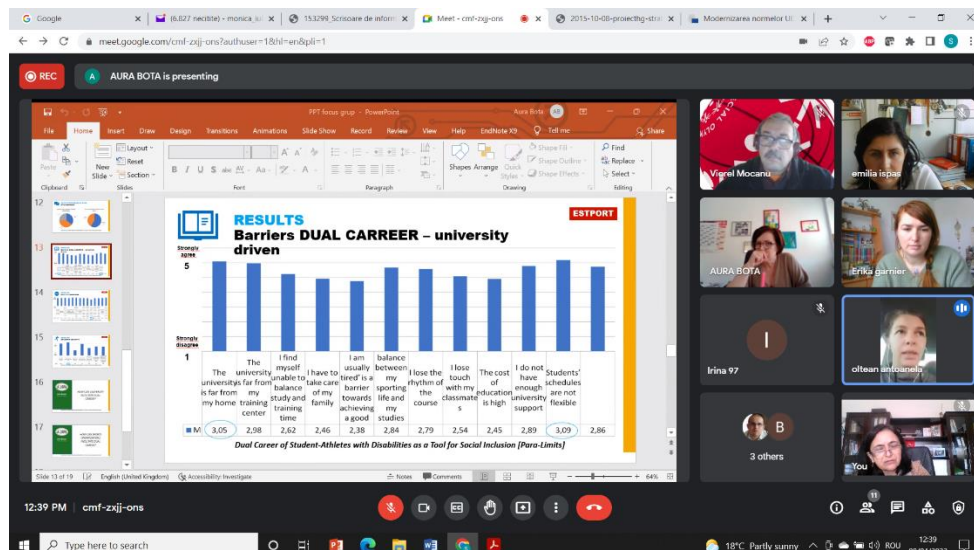 Google
(6.827 necitite) - monica_iu
153299_Scrisoare de inform
Meet - cmf-zxjj-ons
2015-10-08-proiecthg-stra
Modernizarea normelor UE
meet.google.com/cmf-zxjj-ons?authuser=1&hl=en&pli=1
REC
A
AURA BOTA is presenting
PPT focus grup - PowerPoint
Aura Bota
AB
File Home Insert Draw Design Transitions Animations Slide Show Record Review View Help EndNote X9 Tell me Share
Paste
New
Slide
Layout
Reset
Section
Shapes Arrange Quick
Styles
Shape Fill
Shape Outline
Shape Effects
Find
Replace
Select
Clipboard Slides Font Paragraph Drawing Editing
12
13
14
15
16
17
RESULTS
ESTPORT
Barriers DUAL CARREER – university
driven
Strongly
agree
5
Strongly
disagree
1
The university is far from my home
The university is far from my training center
I find myself unable to balance study and training time
I have to take care of my family
I am usually tired' is a barrier towards achieving a good
balance between my sporting life and my studies
I lose the rhythm of the course
I lose touch with my classmates
The cost of education is high
I do not have enough university support
Students' schedules are not flexible
M 3,05 2,98 2,62 2,46 2,38 2,84 2,79 2,54 2,45 2,89 3,09 2,86
Dual Career of Student-Athletes with Disabilities as a Tool for Social Inclusion [Para-Limits]
Slide 13 of 19 English (United Kingdom) Accessibility: Investigate Notes Comments 64%
Viorel Mocanu
emilia ispas
AURA BOTA
Erika garnier
I
Irina 97
oltean antoanela
B
3 others
You
12:39 PM | cmf-zxjj-ons
11
Type here to search
18°C Partly sunny
ROU
12:39